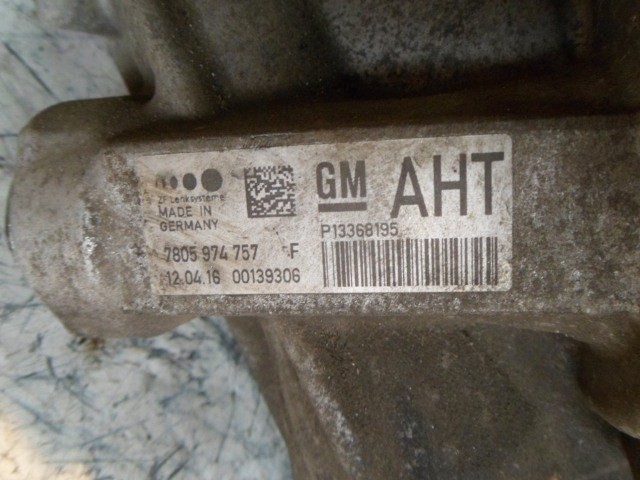 ZF Lenksysteme
MADE IN
GERMANY
GM
AHT
P13368195
7805 974 757 F
12.04.16 00139306